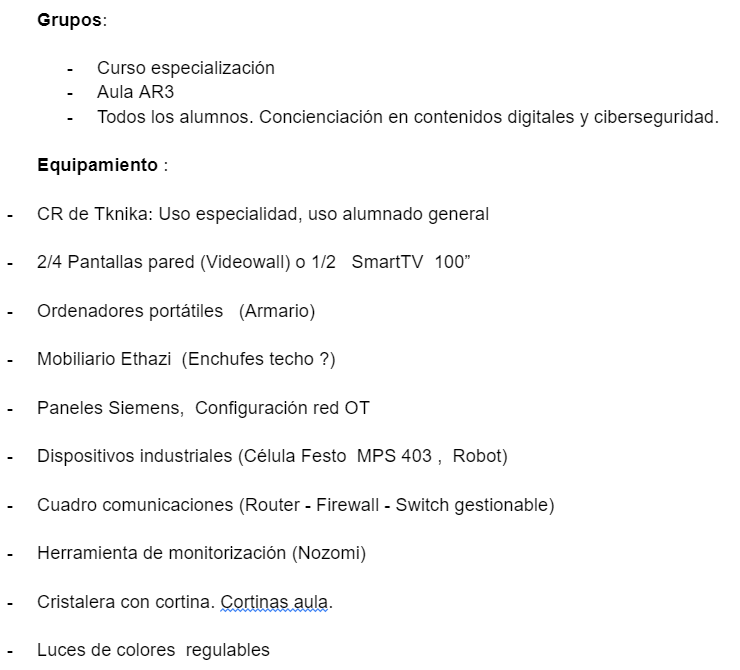 Grupos:
- Curso especialización
- Aula AR3
- Todos los alumnos. Concienciación en contenidos digitales y ciberseguridad.
Equipamiento :
- CR de Tknika: Uso especialidad, uso alumnado general
- 2/4 Pantallas pared (Videowall) o 1/2   SmartTV  100”
- Ordenadores portátiles   (Armario)
- Mobiliario Ethazi  (Enchufes techo ?)
- Paneles Siemens,  Configuración red OT
- Dispositivos industriales (Célula Festo  MPS 403 ,  Robot)
- Cuadro comunicaciones (Router - Firewall - Switch gestionable)
- Herramienta de monitorización (Nozomi)
- Cristalera con cortina. Cortinas aula.
- Luces de colores  regulables